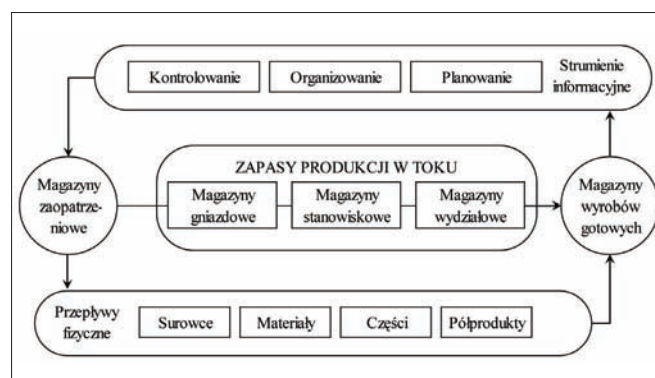 Kontrolowanie
Organizowanie
Planowanie
Strumienie
informacyjne
Magazyny
zaopatrze-
niowe
ZAPASY PRODUKCJI W TOKU
Magazyny
gniazdowe
Magazyny
stanowiskowe
Magazyny
wydziałowe
Magazyny
wyrobów
gotowych
Przepływy
fizyczne
Surowce
Materiały
Części
Półprodukty